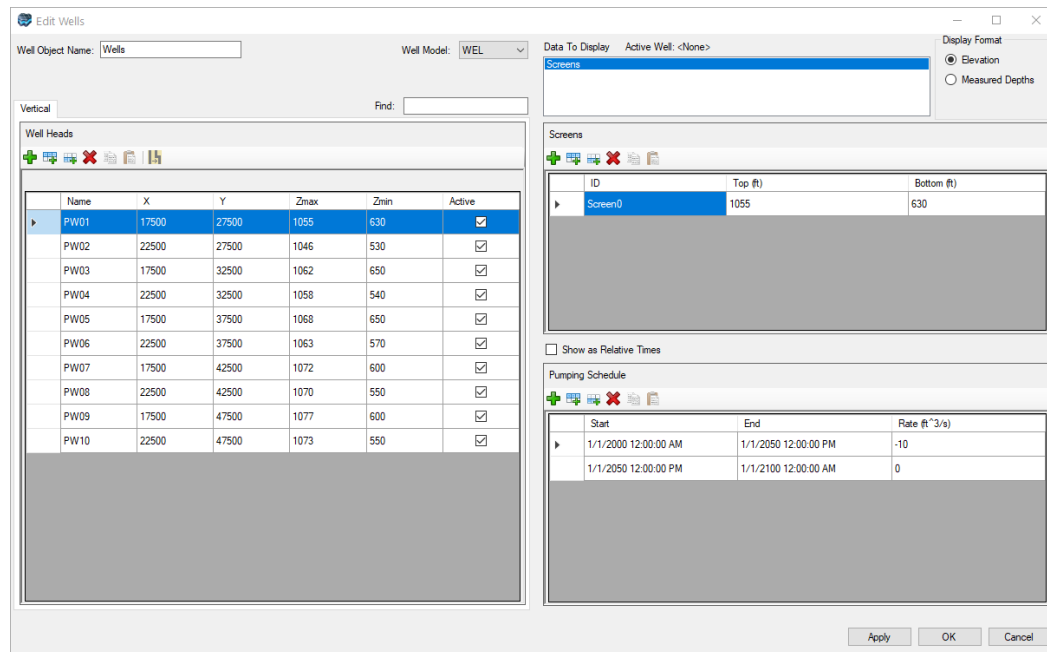 Edit Wells
Well Object Name: Wells
Well Model: WEL
Find:
Vertical
Well Heads
Name X Y Zmax Zmin Active
PW01 17500 27500 1055 630
PW02 22500 27500 1046 530
PW03 17500 32500 1062 650
PW04 22500 32500 1058 540
PW05 17500 37500 1068 650
PW06 22500 37500 1063 570
PW07 17500 42500 1072 600
PW08 22500 42500 1070 550
PW09 17500 47500 1077 600
PW10 22500 47500 1073 550
Data To Display Active Well: <None>
Screens
Display Format
Elevation
Measured Depths
Screens
ID Top (ft) Bottom (ft)
Screen0 1055 630
Show as Relative Times
Pumping Schedule
Start End Rate (ft^3/s)
1/1/2000 12:00:00 AM 1/1/2050 12:00:00 PM -10
1/1/2050 12:00:00 PM 1/1/2100 12:00:00 AM 0
Apply OK Cancel